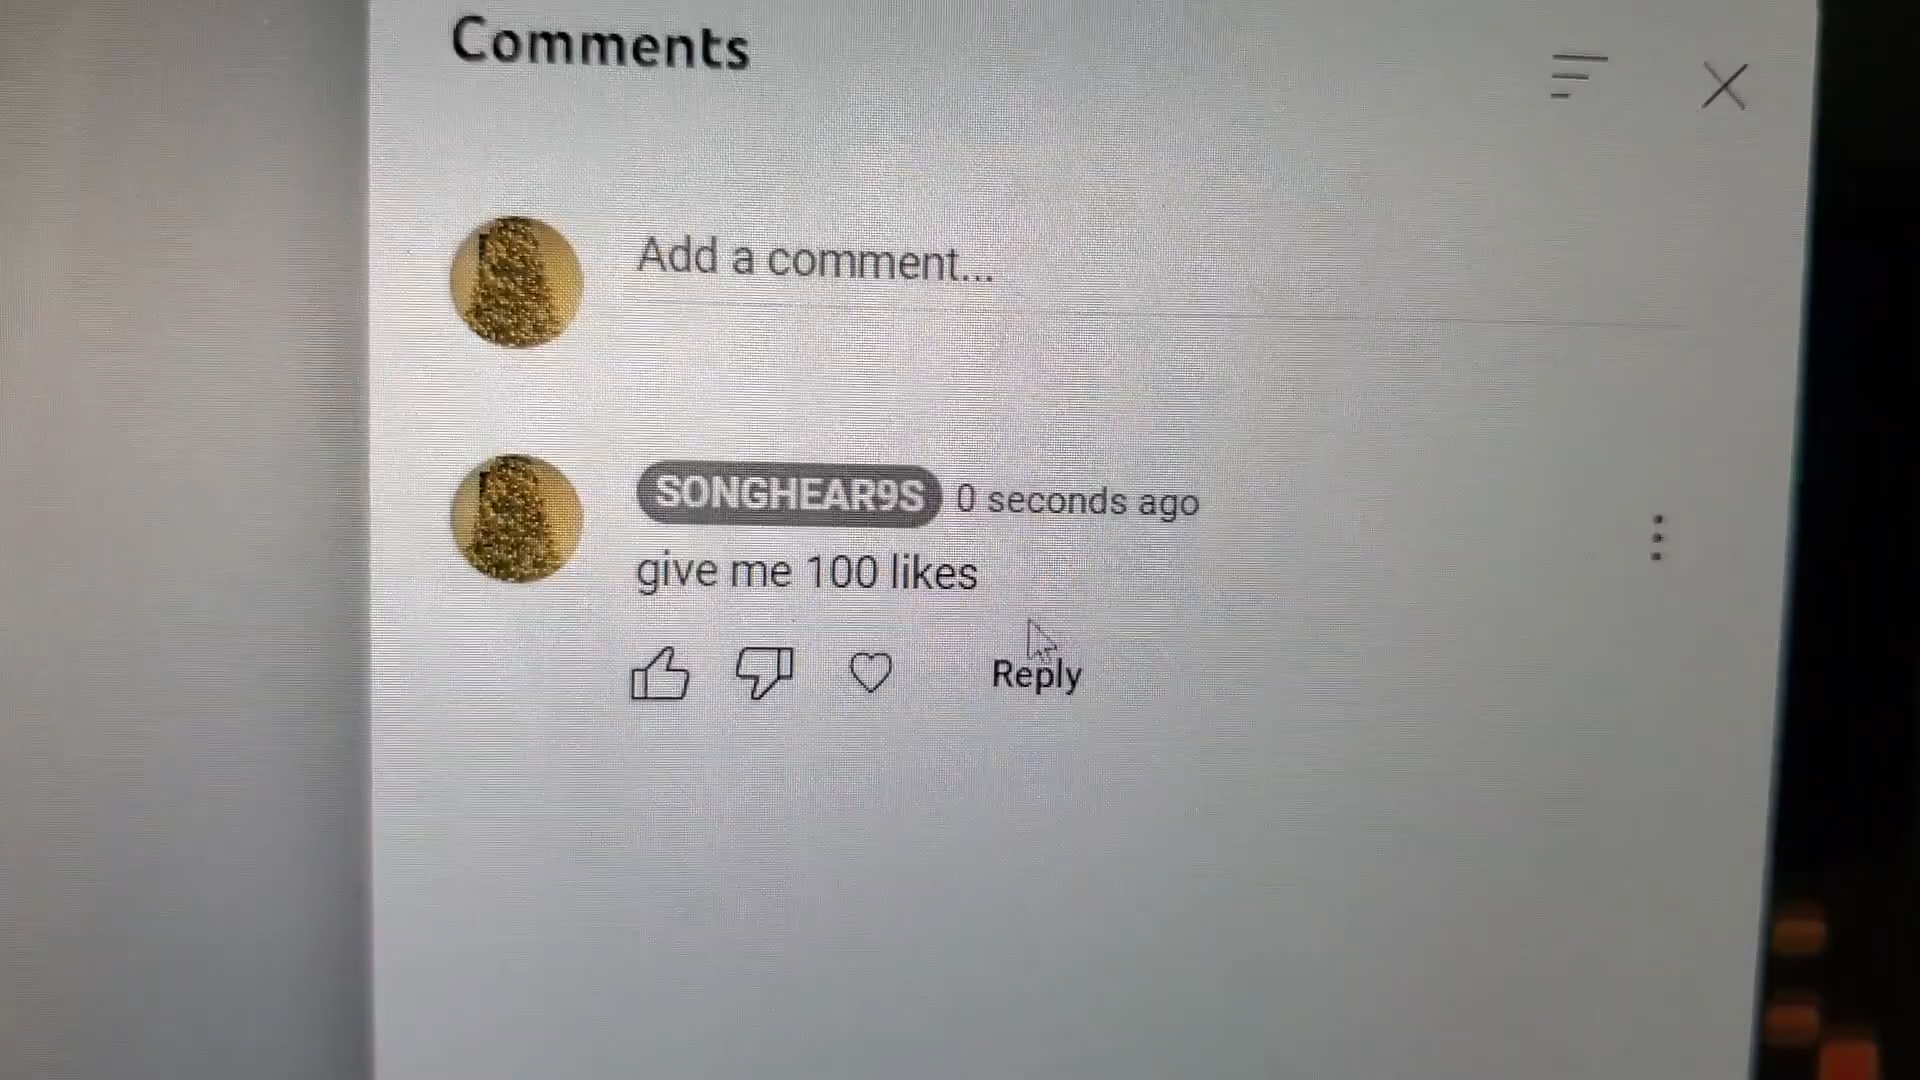 Comments
Add a comment...
SONGHEAR9S 0 seconds ago
give me 100 likes
Reply